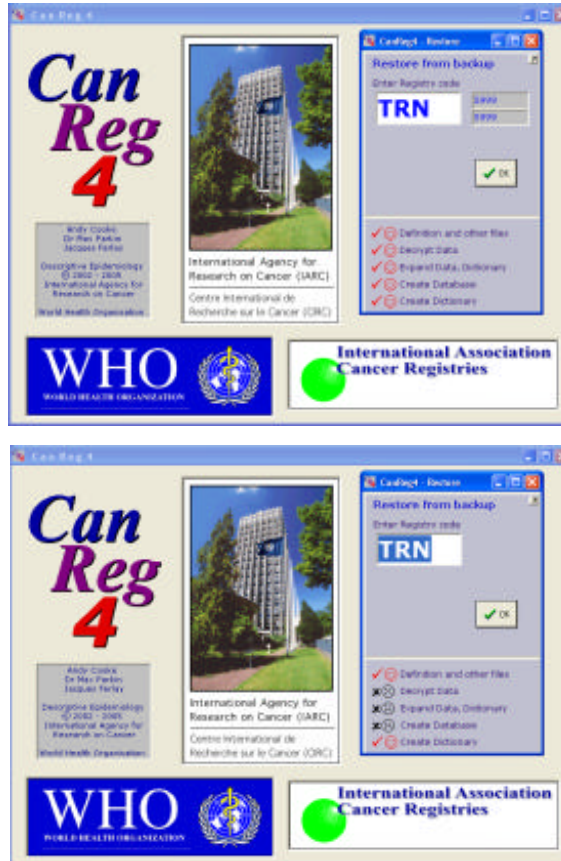 Can Reg 4
Can
Reg
4
Andy Cooke
Dr Max Parkin
Jacques Ferlay
Descriptive Epidemiology
© 2002 - 2005
International Agency for
Research on Cancer
World Health Organisation
International Agency for
Research on Cancer (IARC)
Centre International de
Recherche sur le Cancer (CIRC)
CanReg4 - Restore
Restore from backup
Enter Registry code
TRN
OK
Definition and other files
Decrypt Data
Expand Data, Dictionary
Create Database
Create Dictionary
WHO
WORLD HEALTH ORGANIZATION
International Association
Cancer Registries
Can Reg 4
Can
Reg
4
Andy Cooke
Dr Max Parkin
Jacques Ferlay
Descriptive Epidemiology
© 2002 - 2005
International Agency for
Research on Cancer
World Health Organisation
International Agency for
Research on Cancer (IARC)
Centre International de
Recherche sur le Cancer (CIRC)
CanReg4 - Restore
Restore from backup
Enter Registry code
TRN
OK
Definition and other files
Decrypt Data
Expand Data, Dictionary
Create Database
Create Dictionary
WHO
WORLD HEALTH ORGANIZATION
International Association
Cancer Registries